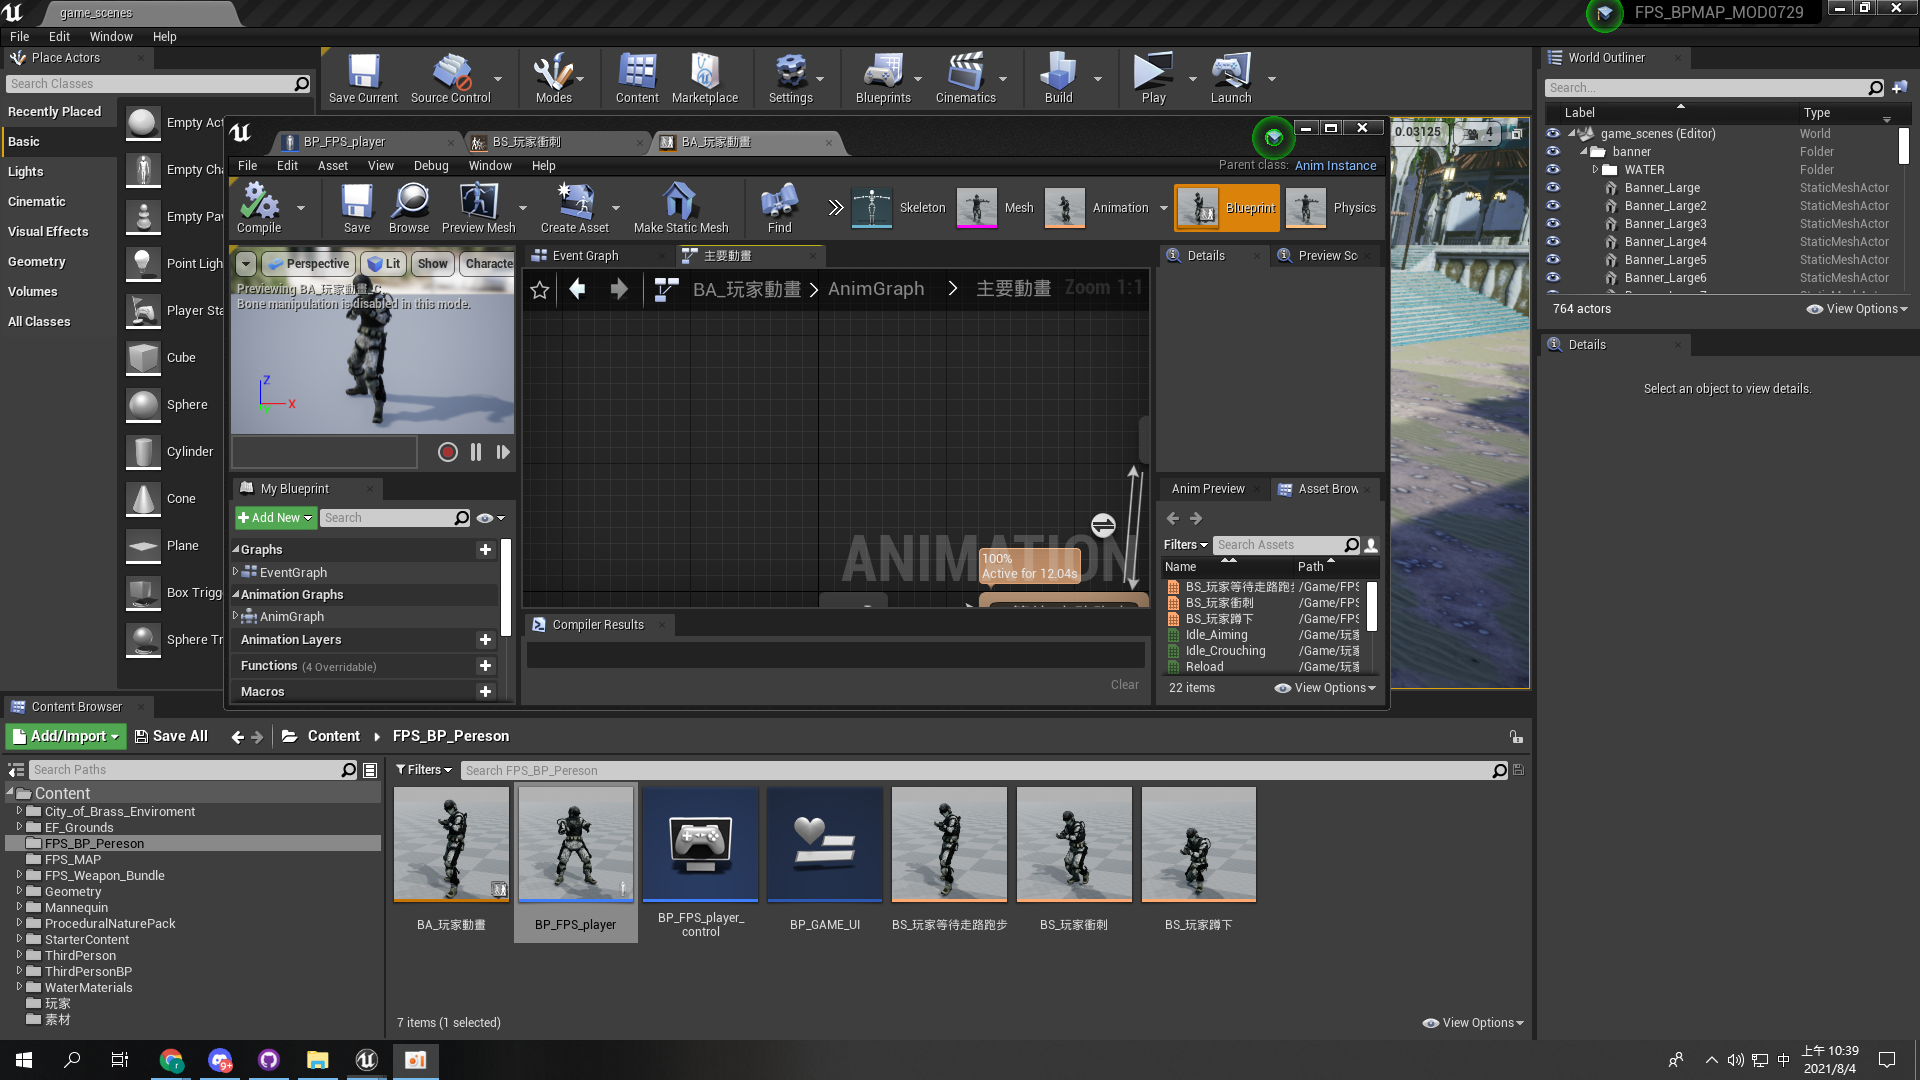 game_scenes
FPS_BPMAP_MOD0729
File Edit Window Help
Place Actors
Search Classes
Recently Placed
Basic
Lights
Cinematic
Visual Effects
Geometry
Volumes
All Classes
Empty Act
Empty Cha
Empty Paw
Point Ligh
Player Sta
Cube
Sphere
Cylinder
Cone
Plane
Box Trigge
Sphere Tr
Save Current
Source Control
Modes
Content
Marketplace
Settings
Blueprints
Cinematics
Build
Play
Launch
0.03125
4
BP_FPS_player
BS_玩家衝刺
BA_玩家動畫
File Edit Asset View Debug Window Help
Parent class: Anim Instance
Compile
Save
Browse
Preview Mesh
Create Asset
Make Static Mesh
Find
Skeleton
Mesh
Animation
Blueprint
Physics
Perspective
Lit
Show
Characte
Previewing BA_玩家動畫_C.
Bone manipulation is disabled in this mode.
Z
X
My Blueprint
Add New
Search
Graphs
EventGraph
Animation Graphs
AnimGraph
Animation Layers
Functions (4 Overridable)
Macros
Event Graph
主要動畫
BA_玩家動畫 > AnimGraph > 主要動畫
Zoom 1:1
ANIMATION
100%
Active for 12.04s
Compiler Results
Clear
Details
Preview Sc
Anim Preview
Asset Brow
Filters
Search Assets
Name Path
BS_玩家等待走路跑 /Game/FPS
BS_玩家衝刺 /Game/FPS
BS_玩家蹲下 /Game/FPS
Idle_Aiming /Game/玩家
Idle_Crouching /Game/玩家
Reload /Game/玩家
22 items
View Options
World Outliner
Search...
Label Type
game_scenes (Editor) World
banner Folder
WATER Folder
Banner_Large StaticMeshActor
Banner_Large2 StaticMeshActor
Banner_Large3 StaticMeshActor
Banner_Large4 StaticMeshActor
Banner_Large5 StaticMeshActor
Banner_Large6 StaticMeshActor
764 actors
View Options
Details
Select an object to view details.
Content Browser
Add/Import
Save All
Content
FPS_BP_Pereson
Search Paths
Filters
Search FPS_BP_Pereson
Content
City_of_Brass_Enviroment
EF_Grounds
FPS_BP_Pereson
FPS_MAP
FPS_Weapon_Bundle
Geometry
Mannequin
ProceduralNaturePack
StarterContent
ThirdPerson
ThirdPersonBP
WaterMaterials
玩家
素材
BA_玩家動畫
BP_FPS_player
BP_FPS_player_
control
BP_GAME_UI
BS_玩家等待走路跑步
BS_玩家衝刺
BS_玩家蹲下
7 items (1 selected)
View Options
r
9+
中
上午 10:39
2021/8/4